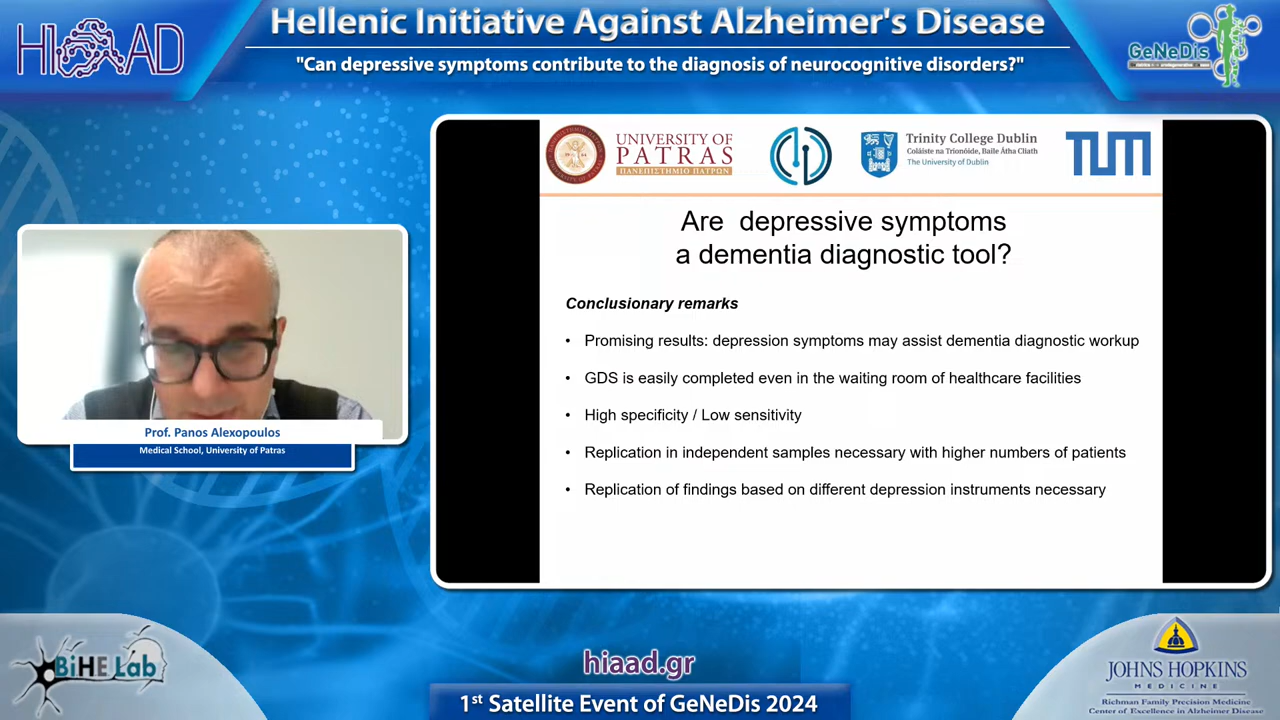 HIAAD
Hellenic Initiative Against Alzheimer's Disease
"Can depressive symptoms contribute to the diagnosis of neurocognitive disorders?"
GeNeDis
UNIVERSITY OF
PATRAS
ΠΑΝΕΠΙΣΤΗΜΙΟ ΠΑΤΡΩΝ
Trinity College Dublin
Coláiste na Tríonóide, Baile Átha Cliath
The University of Dublin
TUM
Are depressive symptoms
a dementia diagnostic tool?
Conclusionary remarks
• Promising results: depression symptoms may assist dementia diagnostic workup
• GDS is easily completed even in the waiting room of healthcare facilities
• High specificity / Low sensitivity
• Replication in independent samples necessary with higher numbers of patients
• Replication of findings based on different depression instruments necessary
Prof. Panos Alexopoulos
Medical School, University of Patras
BiHE Lab
hiaad.gr
1st Satellite Event of GeNeDis 2024
JOHNS HOPKINS
MEDICINE
Richman Family Precision Medicine
Center of Excellence in Alzheimer Disease